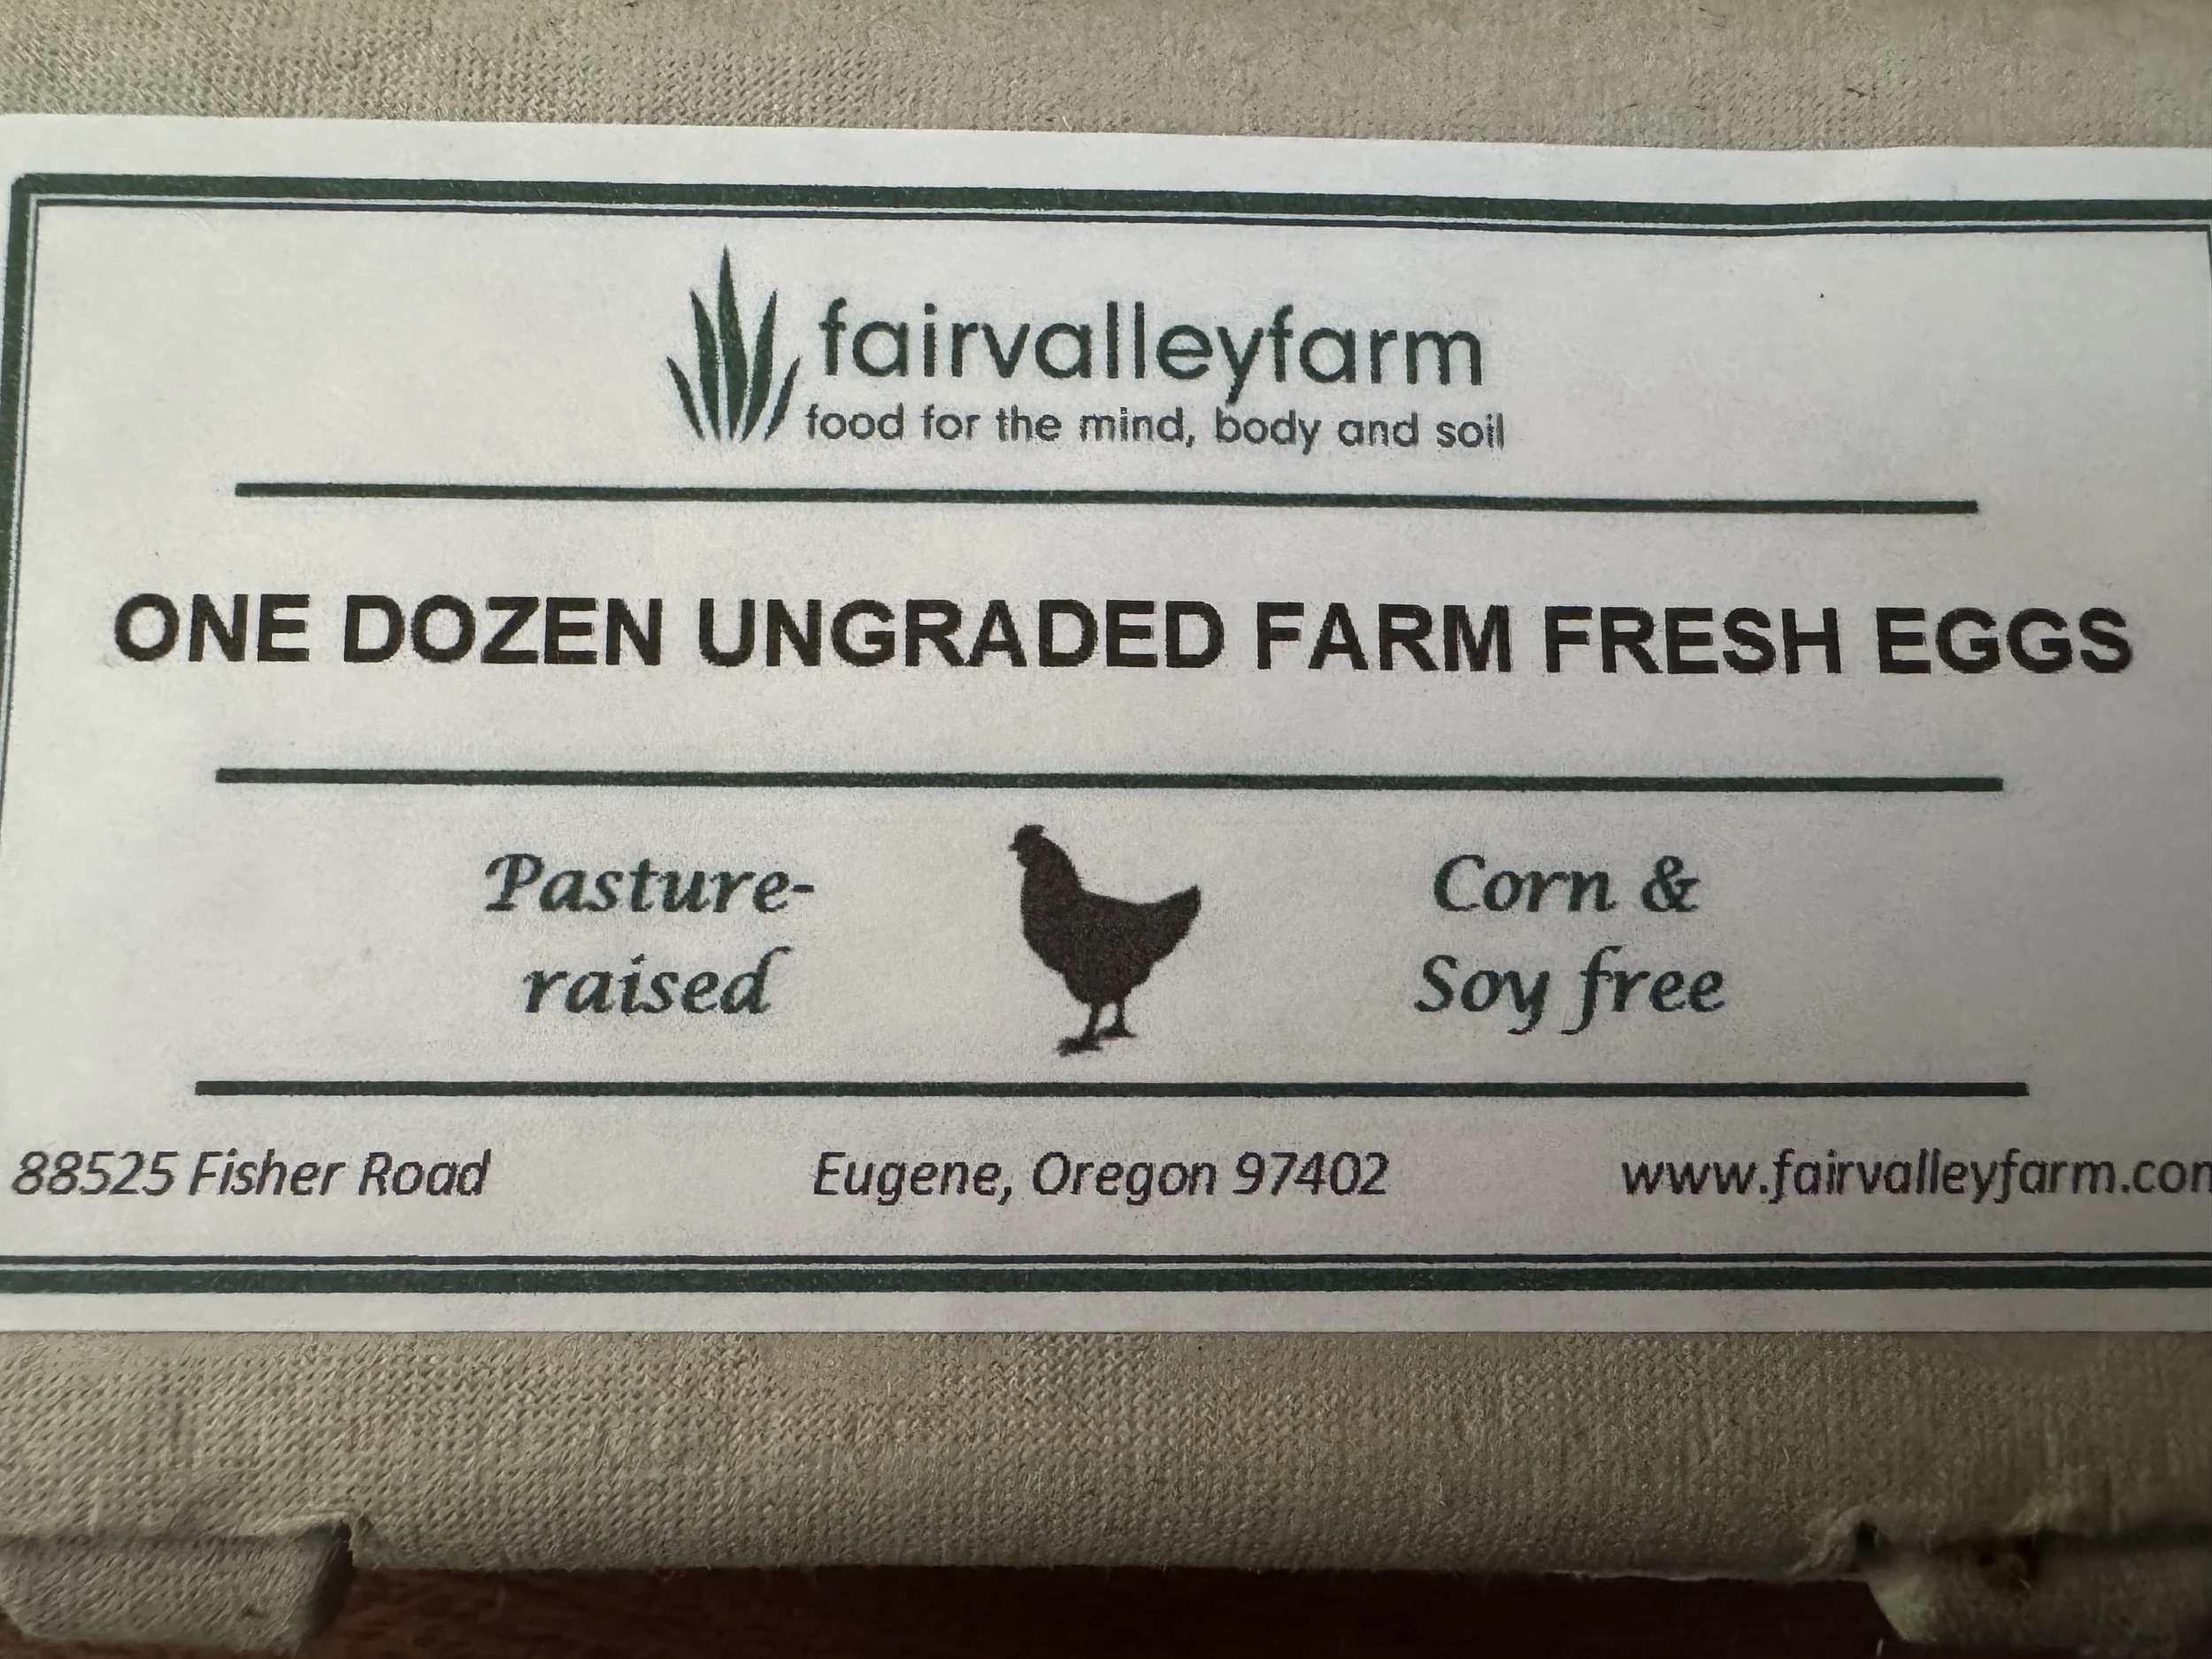 fairvalleyfarm
food for the mind, body and soil
ONE DOZEN UNGRADED FARM FRESH EGGS
Pasture-
raised
Corn &
Soy free
88525 Fisher Road Eugene, Oregon 97402 www.fairvalleyfarm.com